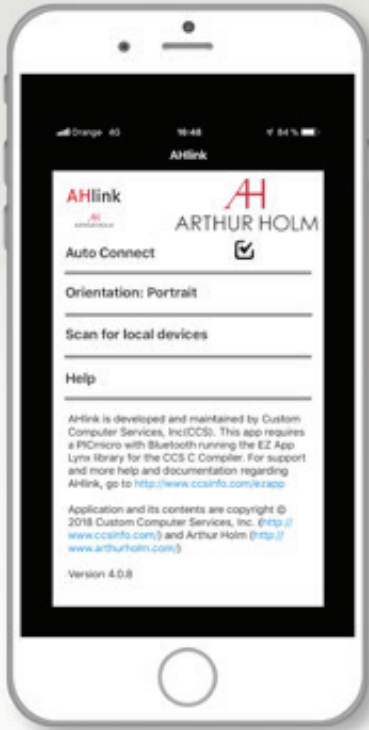 Orange 4G 16:48 84 %
AHlink
AHlink
AH
ARTHUR HOLM
AH
ARTHUR HOLM
Auto Connect
Orientation: Portrait
Scan for local devices
Help
AHlink is developed and maintained by Custom
Computer Services, Inc(CCS). This app requires
a PICmicro with Bluetooth running the EZ App
Lynx library for the CCS C Compiler. For support
and more help and documentation regarding
AHlink, go to http://www.ccsinfo.com/ezapp
Application and its contents are copyright ©
2018 Custom Computer Services, Inc. (http://
www.ccsinfo.com/) and Arthur Holm (http://
www.arthurholm.com/)
Version 4.0.8